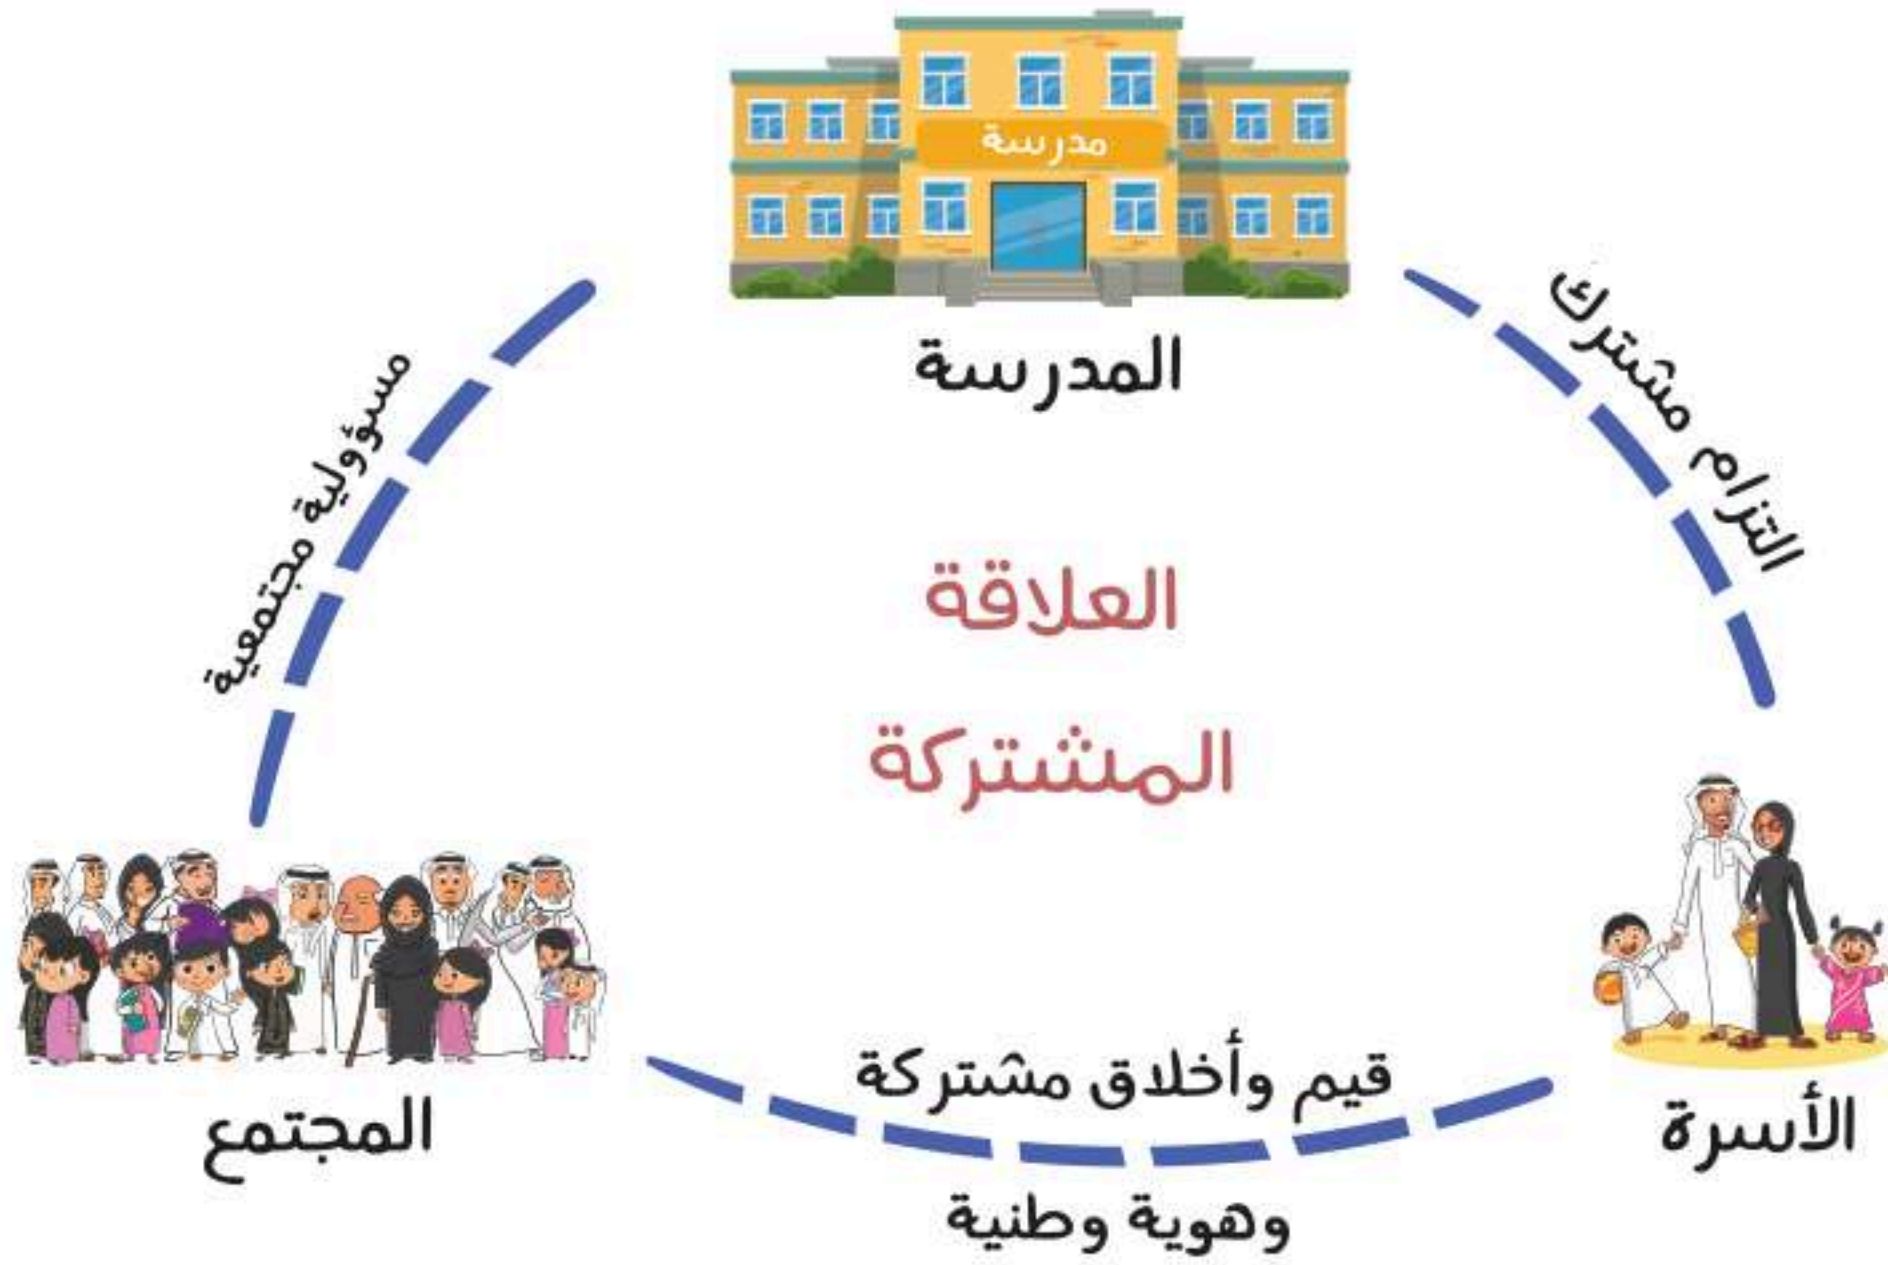 مدرسة
المدرسة
التزام مشترك
مسؤولية مجتمعية
العلاقة
المشتركة
قيم وأخلاق مشتركة
وهوية وطنية
الأسرة
المجتمع